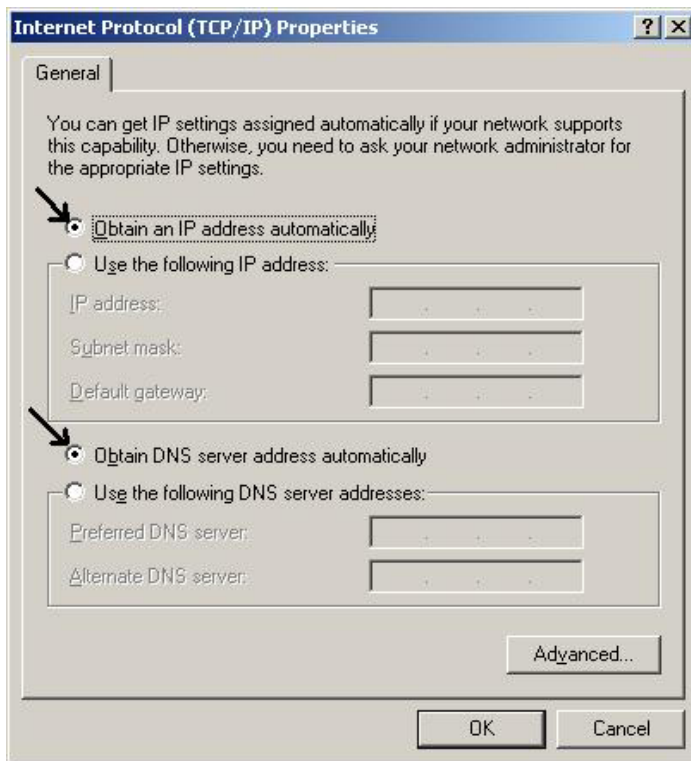 Internet Protocol (TCP/IP) Properties
General
You can get IP settings assigned automatically if your network supports
this capability. Otherwise, you need to ask your network administrator for
the appropriate IP settings.
Obtain an IP address automatically
Use the following IP address:
IP address:
Subnet mask:
Default gateway:
Obtain DNS server address automatically
Use the following DNS server addresses:
Preferred DNS server:
Alternate DNS server:
Advanced...
OK
Cancel